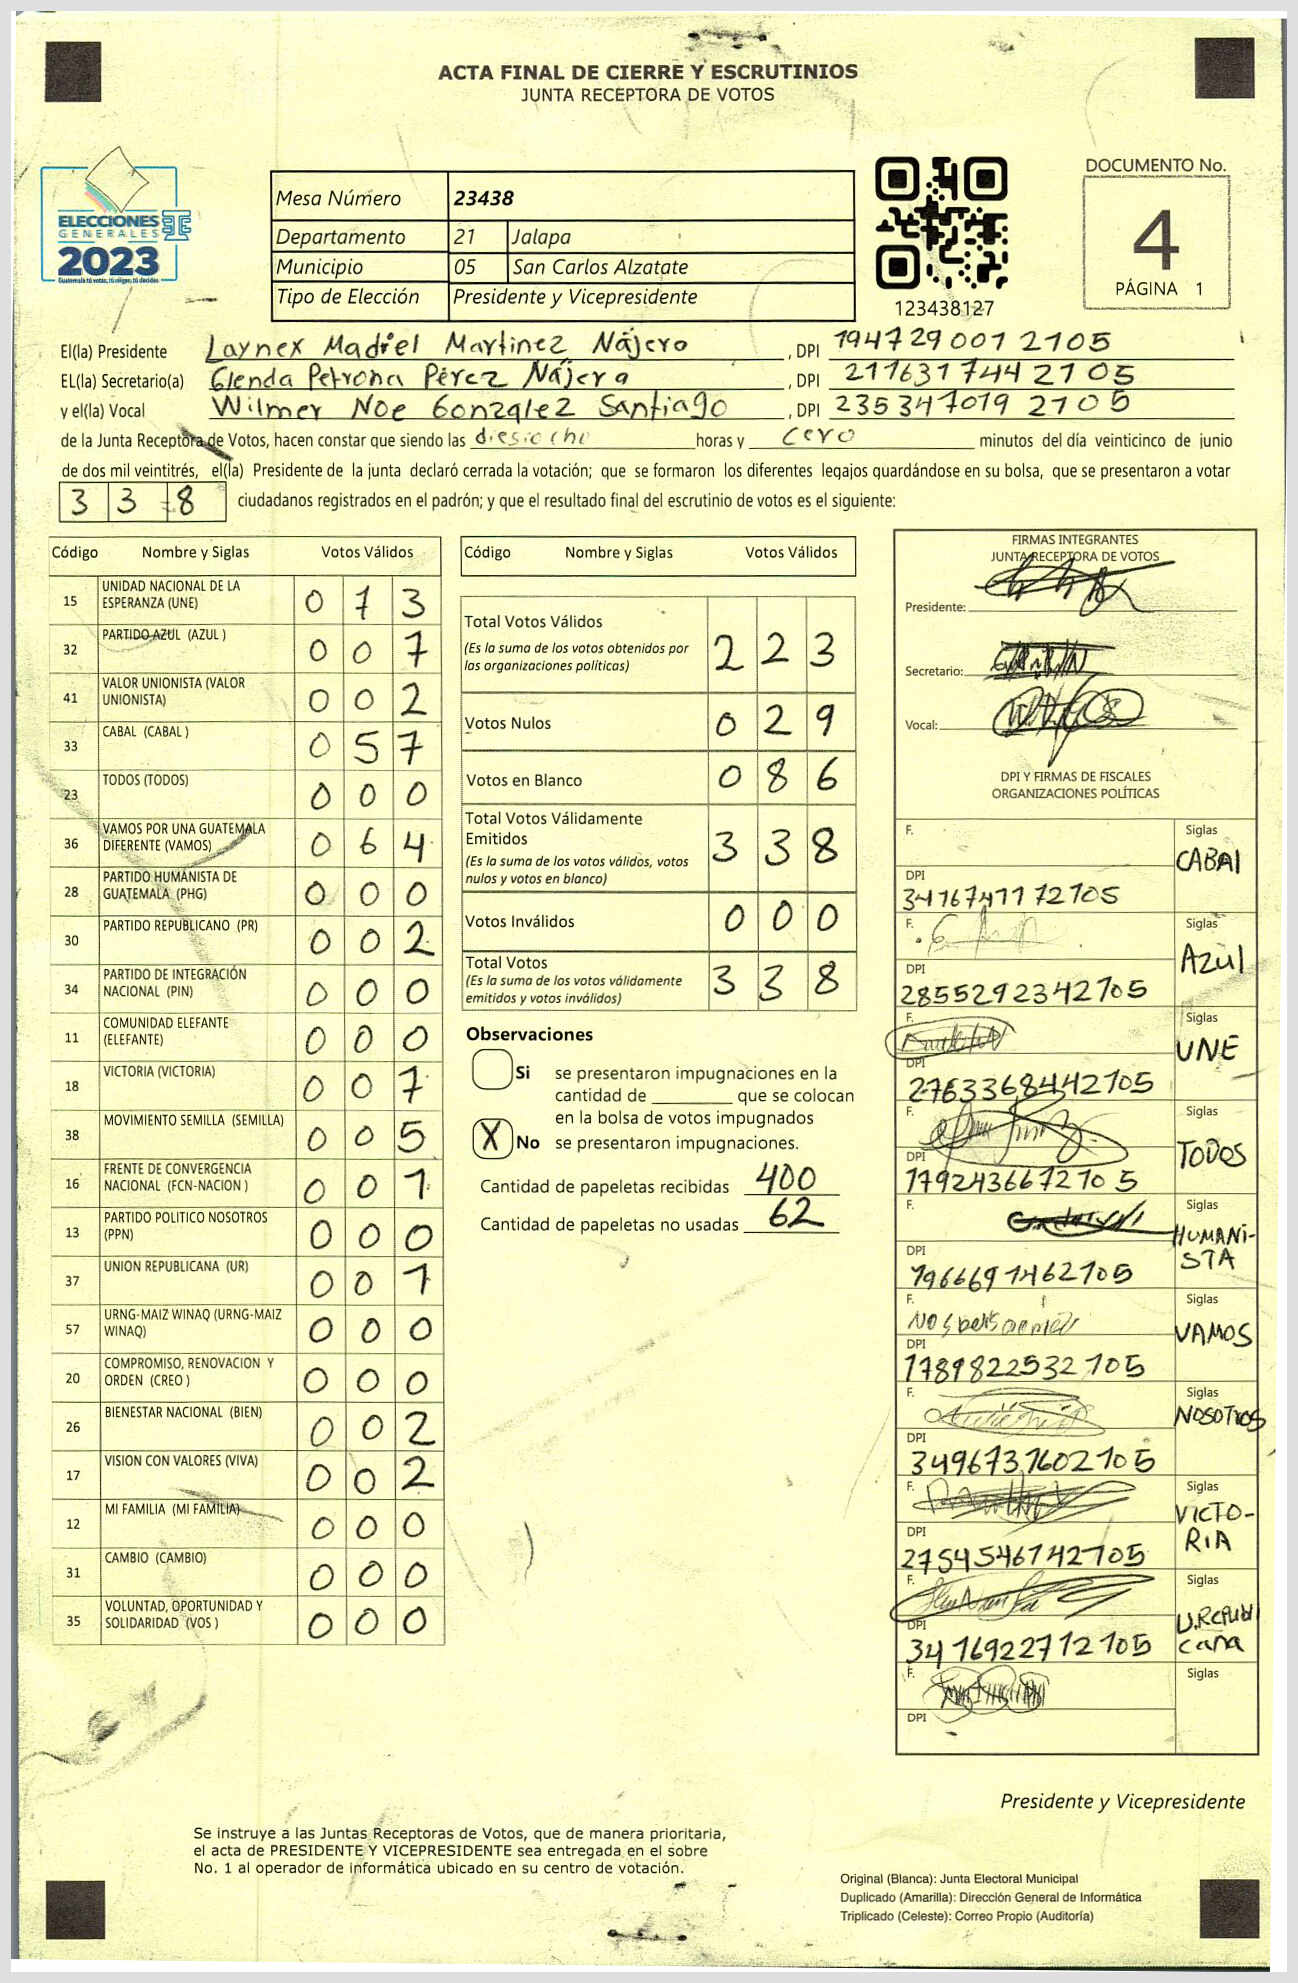 ACTA FINAL DE CIERRE Y ESCRUTINIOS
JUNTA RECEPTORA DE VOTOS
ELECCIONES
GENERALES
2023
Guatemala tú votas, tú eliges, tú decides
Mesa Número 23438
Departamento 21 Jalapa
Municipio 05 San Carlos Alzatate
Tipo de Elección Presidente y Vicepresidente
123438127
DOCUMENTO No.
4
PÁGINA 1
El(la) Presidente Laynex Madiel Martinez Nájero , DPI 194729001 2105
EL(la) Secretario(a) Glenda Petrona Pérez Nájera , DPI 211631744 2105
y el(la) Vocal Wilmer Noe Gonzalez Santiago , DPI 235347019 2105
de la Junta Receptora de Votos, hacen constar que siendo las diesiocho horas y cero minutos del día veinticinco de junio
de dos mil veintitrés, el(la) Presidente de la junta declaró cerrada la votación; que se formaron los diferentes legajos guardándose en su bolsa, que se presentaron a votar
3 3 8 ciudadanos registrados en el padrón; y que el resultado final del escrutinio de votos es el siguiente:
Código Nombre y Siglas Votos Válidos
15 UNIDAD NACIONAL DE LA ESPERANZA (UNE) 0 7 3
32 PARTIDO AZUL (AZUL ) 0 0 7
41 VALOR UNIONISTA (VALOR UNIONISTA) 0 0 2
33 CABAL (CABAL ) 0 5 7
23 TODOS (TODOS) 0 0 0
36 VAMOS POR UNA GUATEMALA DIFERENTE (VAMOS) 0 6 4
28 PARTIDO HUMANISTA DE GUATEMALA (PHG) 0 0 0
30 PARTIDO REPUBLICANO (PR) 0 0 2
34 PARTIDO DE INTEGRACIÓN NACIONAL (PIN) 0 0 0
11 COMUNIDAD ELEFANTE (ELEFANTE) 0 0 0
18 VICTORIA (VICTORIA) 0 0 7
38 MOVIMIENTO SEMILLA (SEMILLA) 0 0 5
16 FRENTE DE CONVERGENCIA NACIONAL (FCN-NACION ) 0 0 1
13 PARTIDO POLITICO NOSOTROS (PPN) 0 0 0
37 UNION REPUBLICANA (UR) 0 0 1
57 URNG-MAIZ WINAQ (URNG-MAIZ WINAQ) 0 0 0
20 COMPROMISO, RENOVACION Y ORDEN (CREO ) 0 0 0
26 BIENESTAR NACIONAL (BIEN) 0 0 2
17 VISION CON VALORES (VIVA) 0 0 2
12 MI FAMILIA (MI FAMILIA) 0 0 0
31 CAMBIO (CAMBIO) 0 0 0
35 VOLUNTAD, OPORTUNIDAD Y SOLIDARIDAD (VOS ) 0 0 0
Código Nombre y Siglas Votos Válidos
Total Votos Válidos 2 2 3
(Es la suma de los votos obtenidos por
las organizaciones políticas)
Votos Nulos 0 2 9
Votos en Blanco 0 8 6
Total Votos Válidamente
Emitidos 3 3 8
(Es la suma de los votos válidos, votos
nulos y votos en blanco)
Votos Inválidos 0 0 0
Total Votos 3 3 8
(Es la suma de los votos válidamente
emitidos y votos inválidos)
Observaciones
Si se presentaron impugnaciones en la
cantidad de ________ que se colocan
en la bolsa de votos impugnados
X No se presentaron impugnaciones.
Cantidad de papeletas recibidas 400
Cantidad de papeletas no usadas 62
FIRMAS INTEGRANTES
JUNTA RECEPTORA DE VOTOS
Presidente:
Secretario:
Vocal:
DPI Y FIRMAS DE FISCALES
ORGANIZACIONES POLÍTICAS
F. Siglas CABAl
DPI 3416741172105
F. Siglas AZul
DPI 2855292342105
F. Siglas UNE
DPI 2763368442105
F. Siglas TODOS
DPI 1792436672105
F. Siglas HUMANi-
STA
DPI 1966691462105
F. Siglas VAMOS
DPI 1789822532105
F. Siglas NOSOTros
DPI 3496731602105
F. Siglas VICTO-
RiA
DPI 2754546142105
F. Siglas U.Republi
cana
DPI 3416922712105
F. Siglas
DPI
Presidente y Vicepresidente
Se instruye a las Juntas Receptoras de Votos, que de manera prioritaria,
el acta de PRESIDENTE Y VICEPRESIDENTE sea entregada en el sobre
No. 1 al operador de informática ubicado en su centro de votación.
Original (Blanca): Junta Electoral Municipal
Duplicado (Amarilla): Dirección General de Informática
Triplicado (Celeste): Correo Propio (Auditoría)